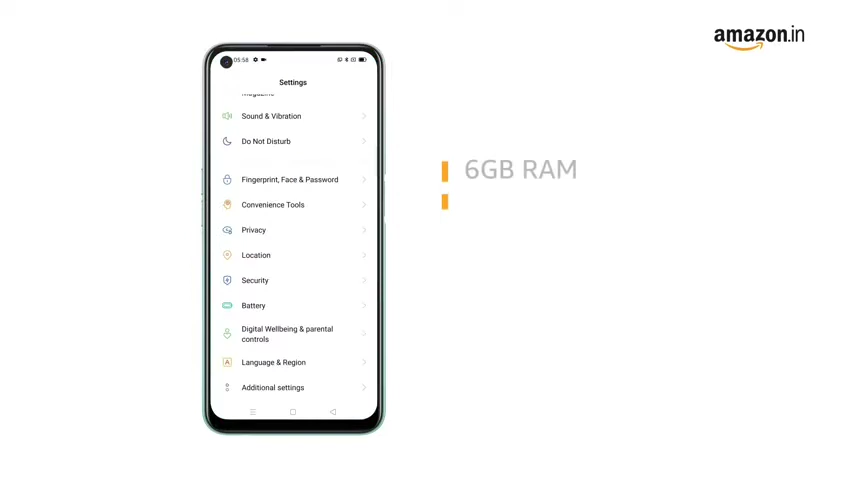 amazon.in
05:58
Settings
Magazine
Sound & Vibration
Do Not Disturb
6GB RAM
Fingerprint, Face & Password
Convenience Tools
Privacy
Location
Security
Battery
Digital Wellbeing & parental
controls
Language & Region
Additional settings